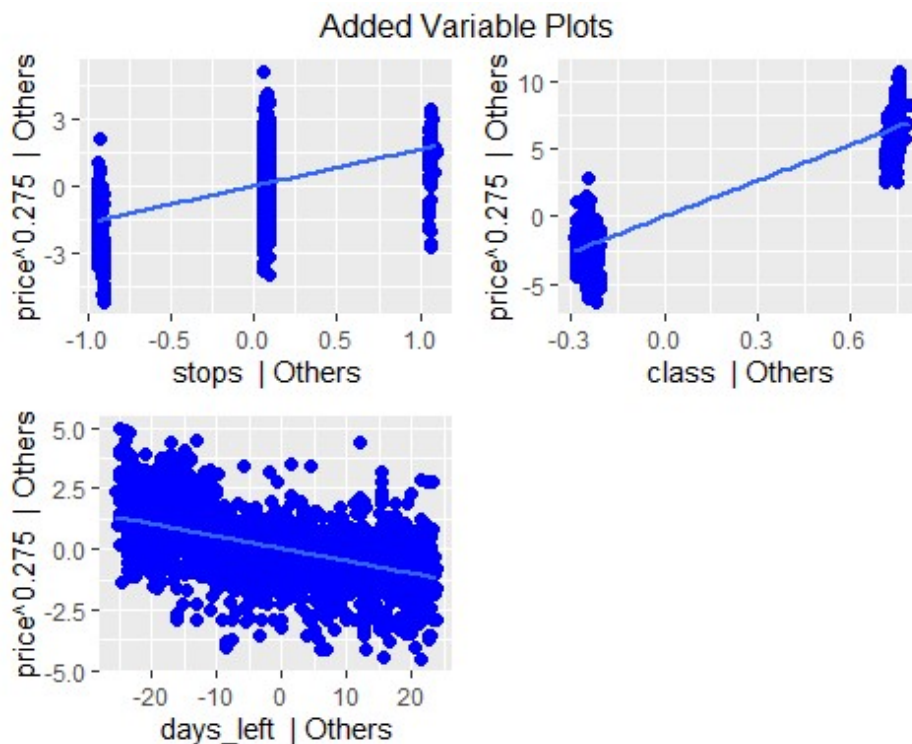 Added Variable Plots
price^0.275 | Others
3
0
-3
-1.0 -0.5 0.0 0.5 1.0
stops | Others
price^0.275 | Others
10
5
0
-5
-0.3 0.0 0.3 0.6
class | Others
price^0.275 | Others
5.0
2.5
0.0
-2.5
-5.0
-20 -10 0 10 20
days_left | Others